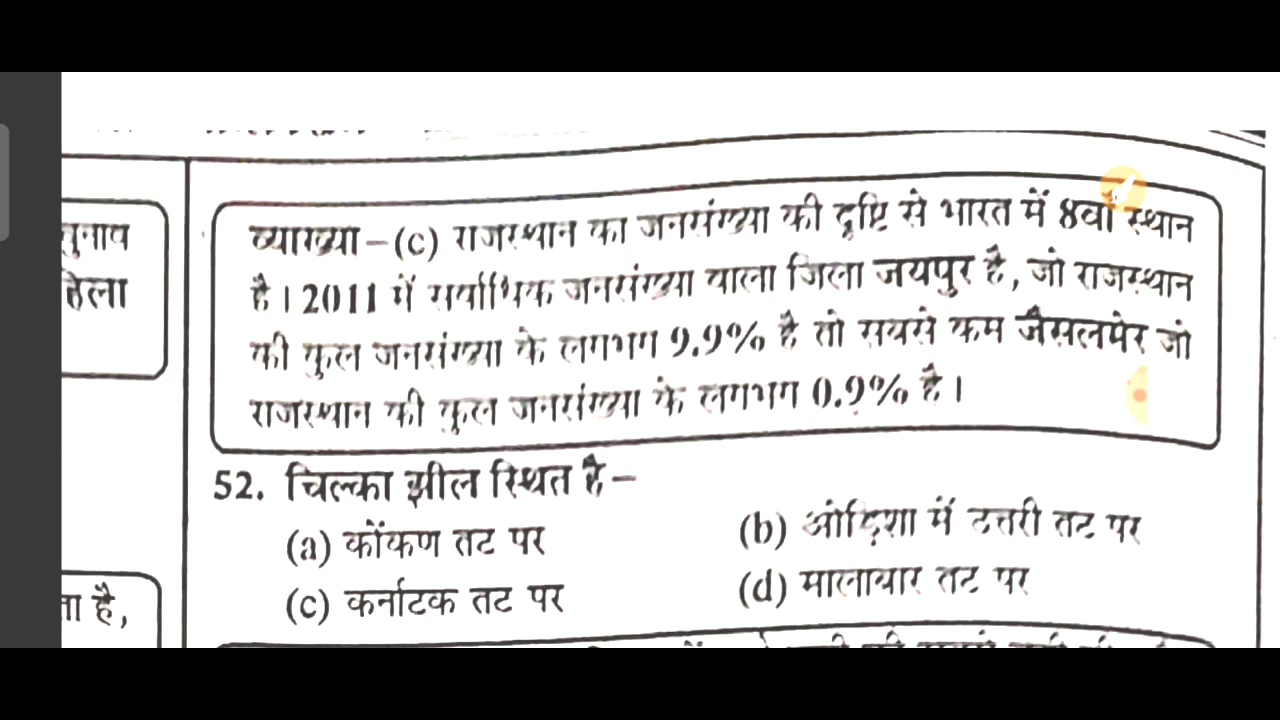 चुनाव
व्याख्या–(c) राजस्थान का जनसंख्या की दृष्टि से भारत में 8वाँ स्थान
है। 2011 में सर्वाधिक जनसंख्या वाला जिला जयपुर है, जो राजस्थान
की कुल जनसंख्या के लगभग 9.9% है तो सबसे कम जैसलमेर जो
राजस्थान की कुल जनसंख्या के लगभग 0.9% है।
52. चिल्का झील स्थित है–
(a) कोंकण तट पर (b) ओड़िशा में उत्तरी तट पर
(c) कर्नाटक तट पर (d) मालाबार तट पर
ता है,